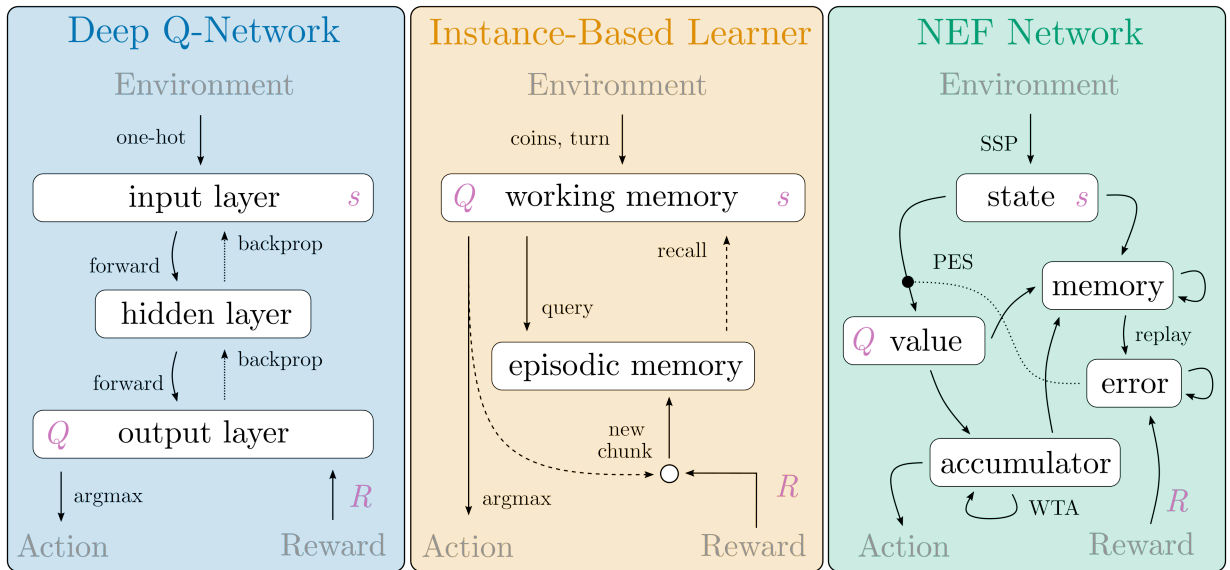 Deep Q-Network
Environment
one-hot
input layer s
forward
backprop
hidden layer
forward
backprop
Q output layer
argmax
R
Action
Reward
Instance-Based Learner
Environment
coins, turn
Q working memory s
recall
query
episodic memory
new
chunk
argmax
R
Action
Reward
NEF Network
Environment
SSP
state s
PES
memory
Q value
replay
error
accumulator
WTA
R
Action
Reward